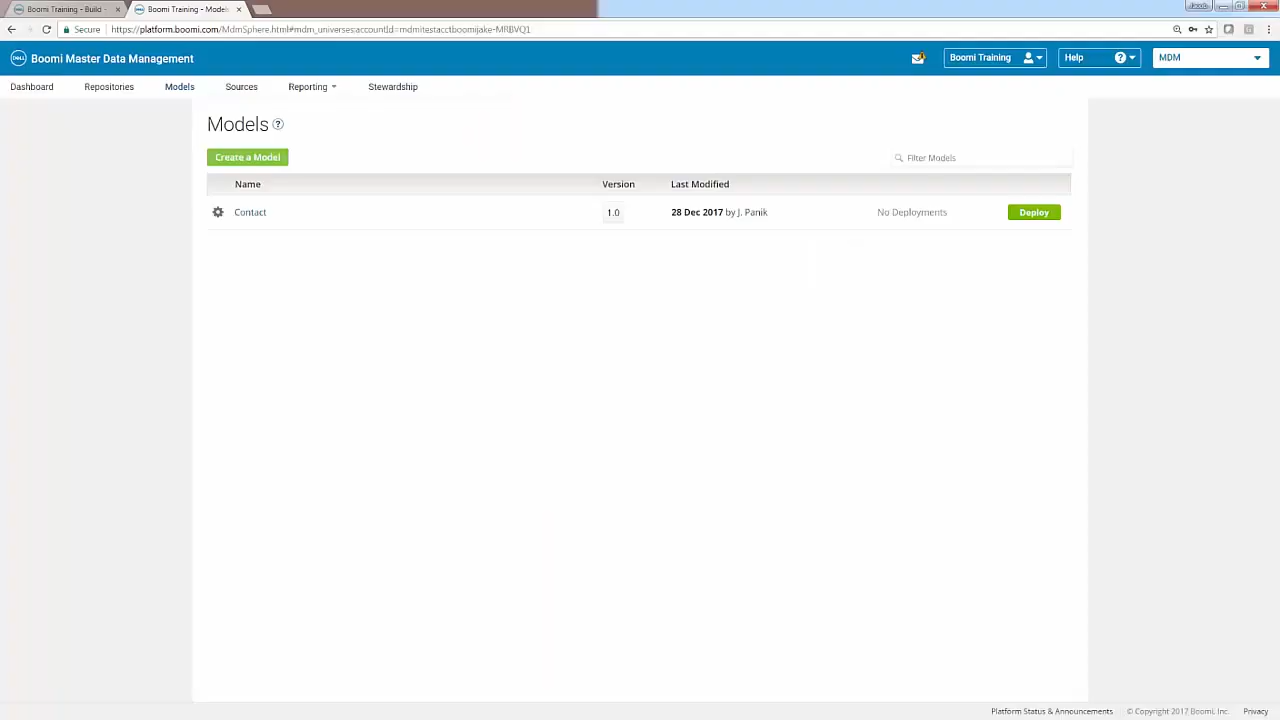 Boomi Training - Build -
Boomi Training - Models
Secure
https://platform.boomi.com/MdmSphere.html#mdm_universes;accountId=mdmitestacctboomijake-MRBVQ1
Boomi Master Data Management
Boomi Training
Help
MDM
Dashboard
Repositories
Models
Sources
Reporting
Stewardship
Models
Create a Model
Filter Models
Name
Version
Last Modified
Contact
1.0
28 Dec 2017 by J. Panik
No Deployments
Deploy
Platform Status & Announcements
© Copyright 2017 Boomi, Inc.
Privacy